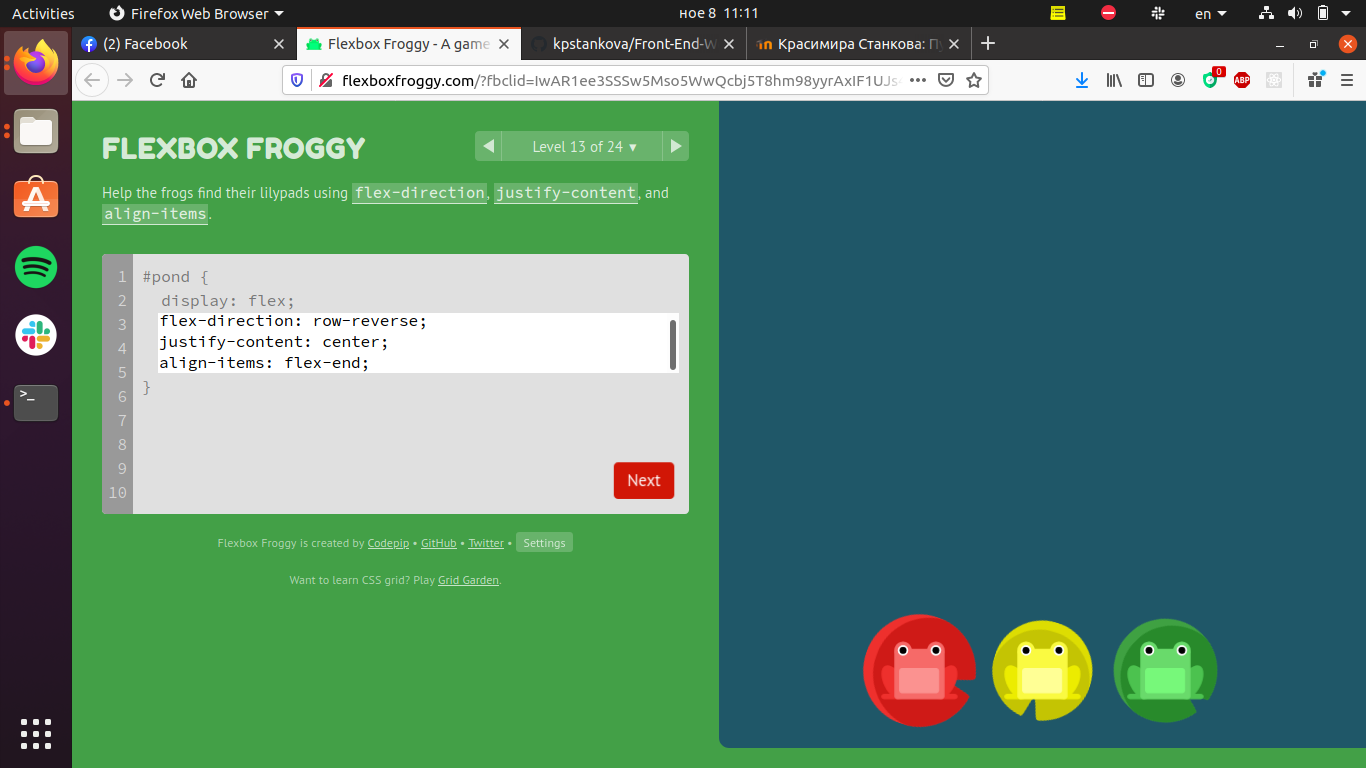 Activities Firefox Web Browser ное 8 11:11 en
(2) Facebook Flexbox Froggy - A game kpstankova/Front-End-W Красимира Станкова: П
flexboxfroggy.com/?fbclid=IwAR1ee3SSSw5Mso5WwQcbj5T8hm98yyrAxIF1UJs 0 ABP
FLEXBOX FROGGY
Level 13 of 24 ▼
Help the frogs find their lilypads using flex-direction, justify-content, and
align-items.
1 #pond {
2 display: flex;
3 flex-direction: row-reverse;
4 justify-content: center;
5 align-items: flex-end;
6 }
7
8
9
10
Next
Flexbox Froggy is created by Codepip • GitHub • Twitter • Settings
Want to learn CSS grid? Play Grid Garden.